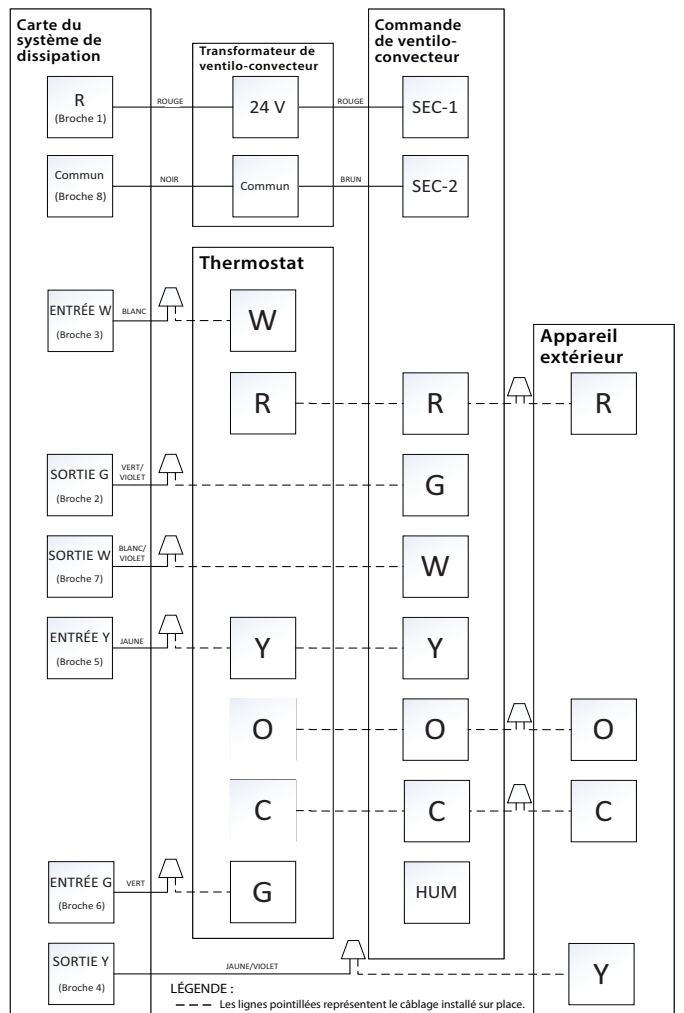 Carte du
système de
dissipation
Transformateur de
ventilo-convecteur
Commande
de ventilo-
convecteur
R
(Broche 1)
ROUGE
24 V
ROUGE
SEC-1
Commun
(Broche 8)
NOIR
Commun
BRUN
SEC-2
Thermostat
ENTRÉE W
(Broche 3)
BLANC
W
Appareil
extérieur
R
R
R
SORTIE G
(Broche 2)
VERT/
VIOLET
G
SORTIE W
(Broche 7)
BLANC/
VIOLET
W
ENTRÉE Y
(Broche 5)
JAUNE
Y
Y
O
O
O
C
C
C
ENTRÉE G
(Broche 6)
VERT
G
HUM
SORTIE Y
(Broche 4)
JAUNE/VIOLET
Y
LÉGENDE :
Les lignes pointillées représentent le câblage installé sur place.